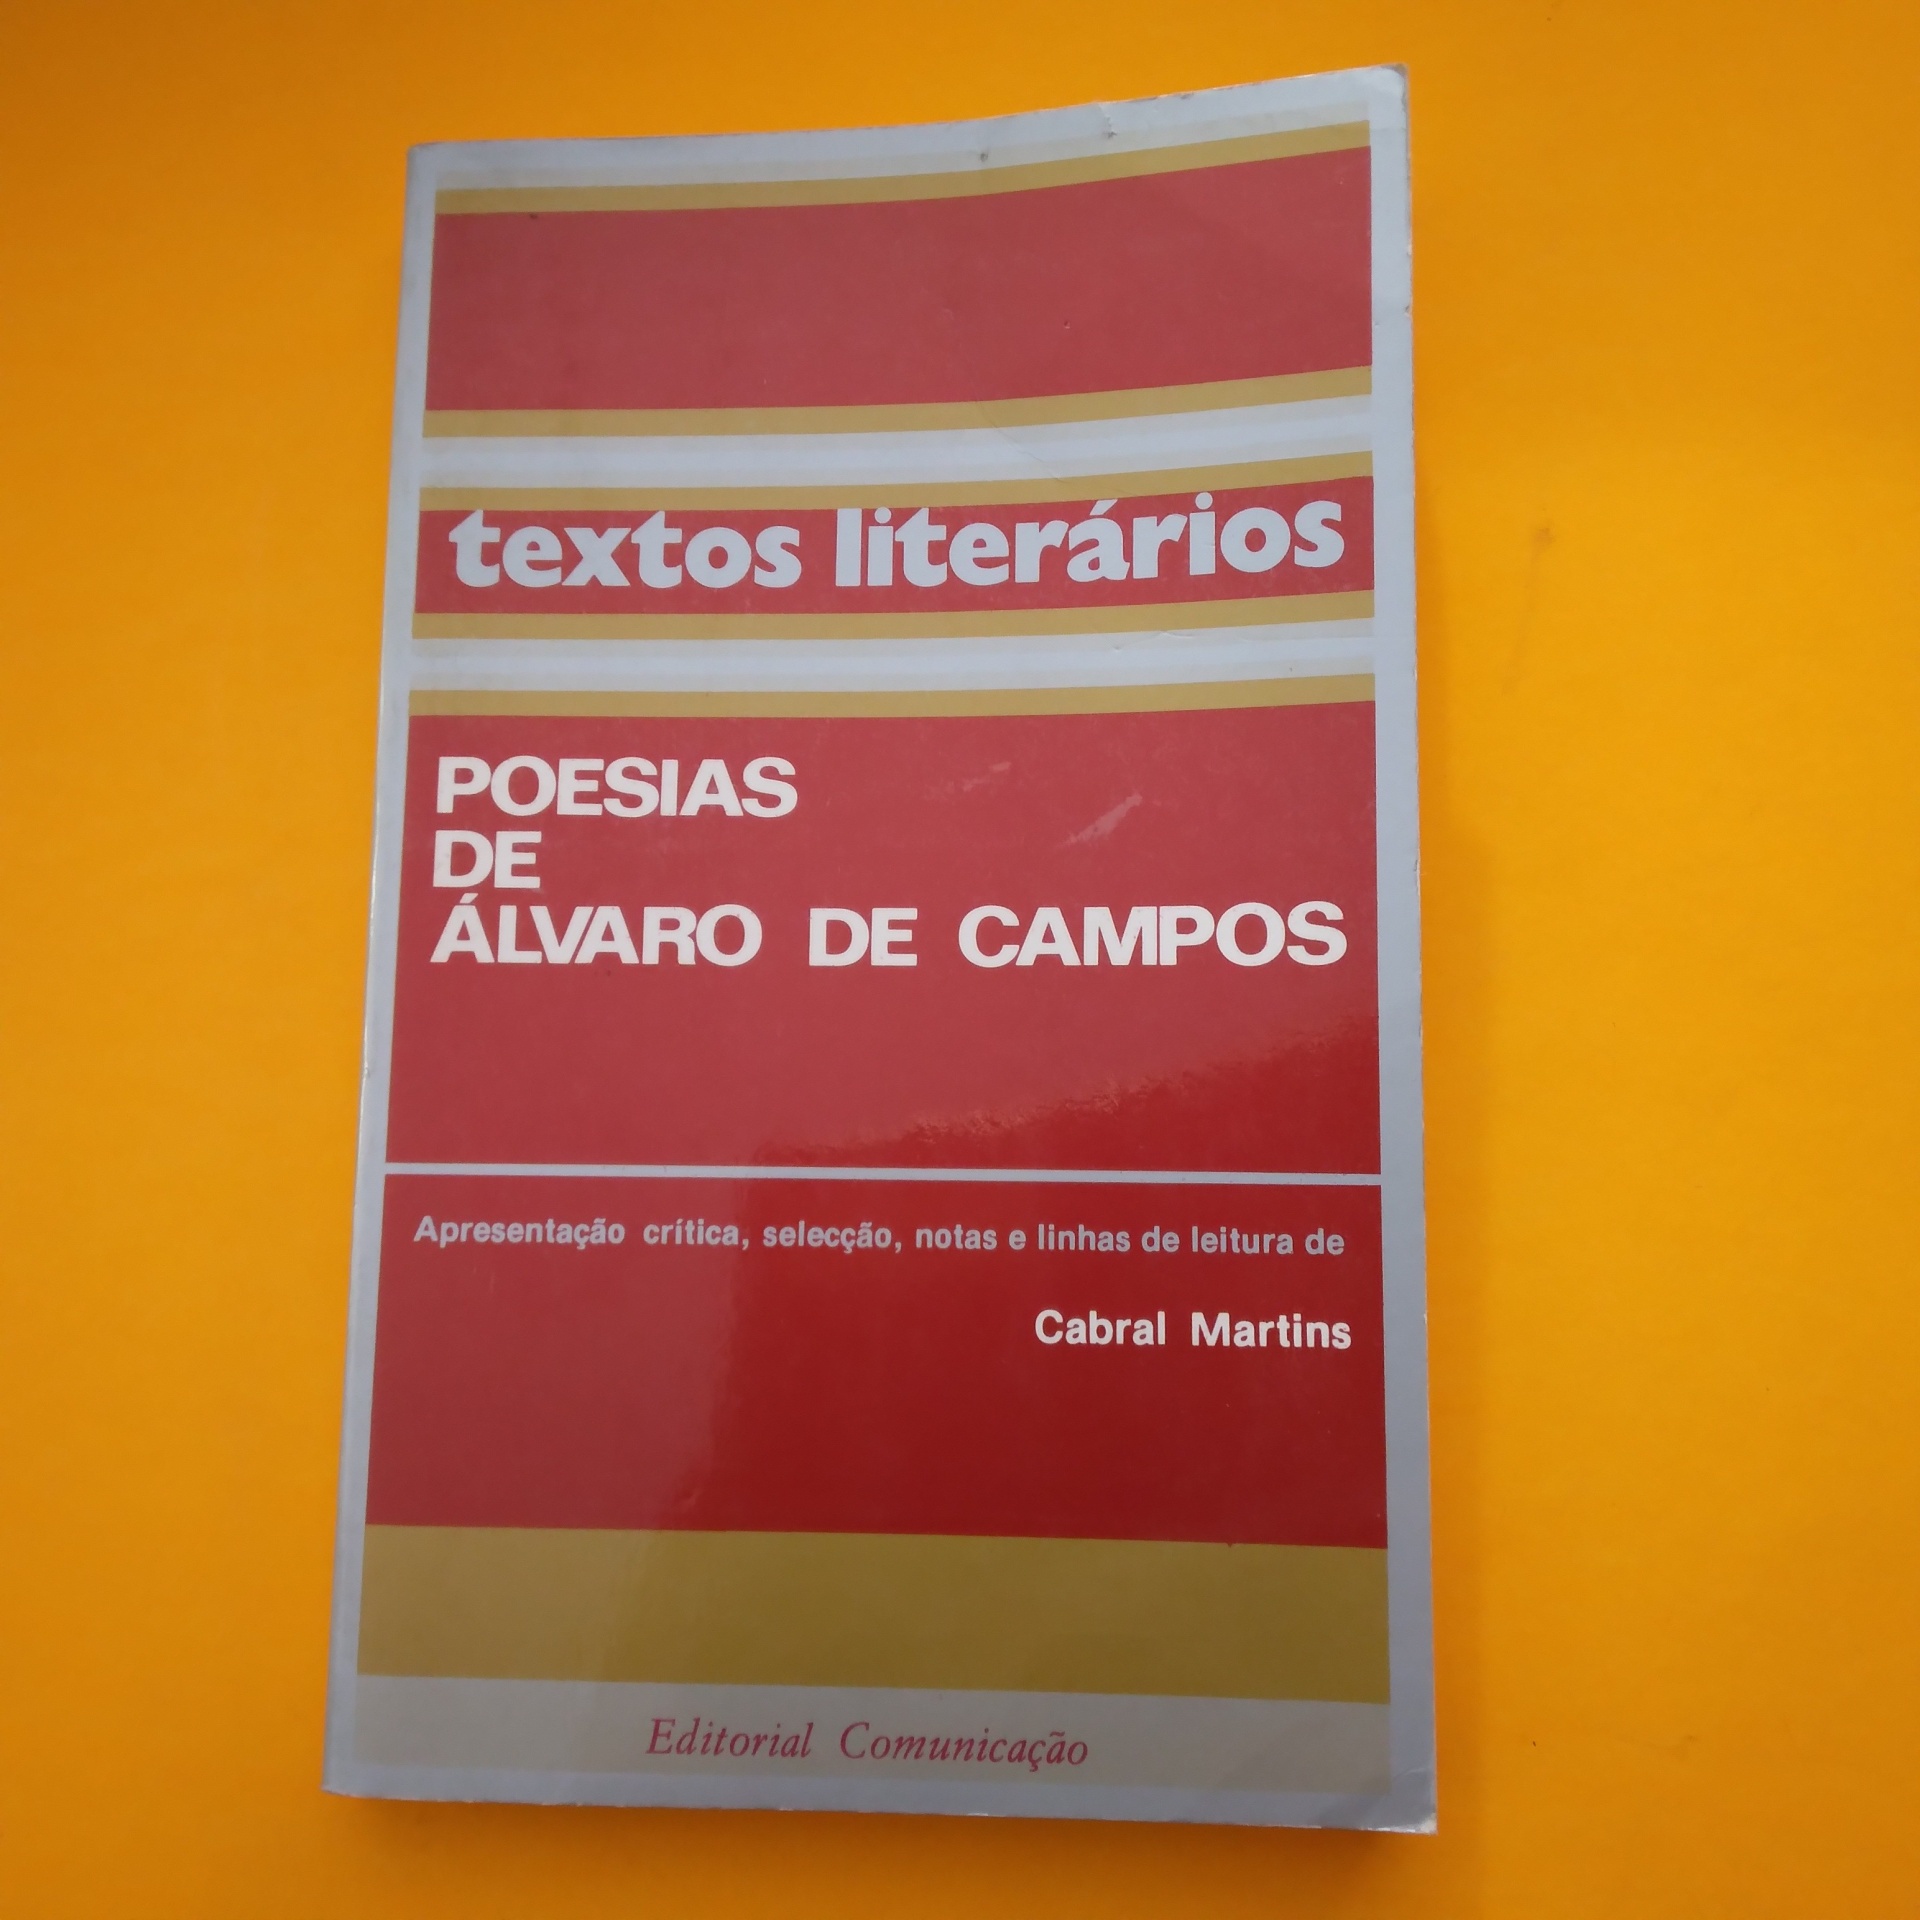 textos literários
POESIAS
DE
ÁLVARO DE CAMPOS
Apresentação crítica, selecção, notas e linhas de leitura de
Cabral Martins
Editorial Comunicação